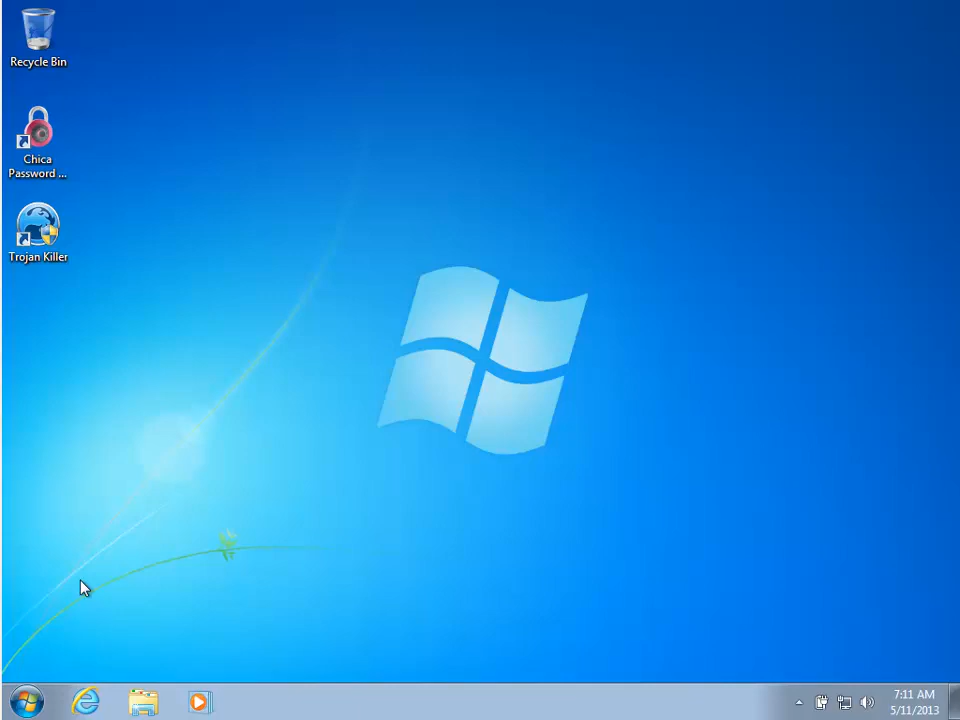 Recycle Bin
Chica
Password ...
Trojan Killer
7:11 AM
5/11/2013